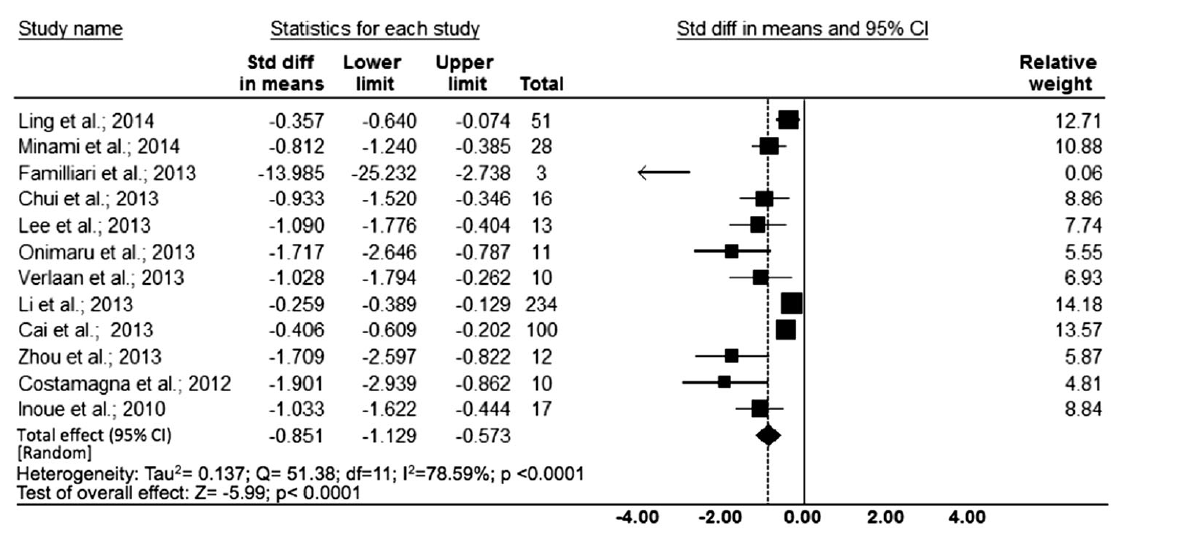 Study name Statistics for each study Std diff in means and 95% CI
Std diff Lower Upper Relative
in means limit limit Total weight
Ling et al.; 2014 -0.357 -0.640 -0.074 51 12.71
Minami et al.; 2014 -0.812 -1.240 -0.385 28 10.88
Familliari et al.; 2013 -13.985 -25.232 -2.738 3 0.06
Chui et al.; 2013 -0.933 -1.520 -0.346 16 8.86
Lee et al.; 2013 -1.090 -1.776 -0.404 13 7.74
Onimaru et al.; 2013 -1.717 -2.646 -0.787 11 5.55
Verlaan et al.; 2013 -1.028 -1.794 -0.262 10 6.93
Li et al.; 2013 -0.259 -0.389 -0.129 234 14.18
Cai et al.; 2013 -0.406 -0.609 -0.202 100 13.57
Zhou et al.; 2013 -1.709 -2.597 -0.822 12 5.87
Costamagna et al.; 2012 -1.901 -2.939 -0.862 10 4.81
Inoue et al.; 2010 -1.033 -1.622 -0.444 17 8.84
Total effect (95% CI) -0.851 -1.129 -0.573
[Random]
Heterogeneity: Tau²= 0.137; Q= 51.38; df=11; I²=78.59%; p <0.0001
Test of overall effect: Z= -5.99; p< 0.0001
-4.00 -2.00 0.00 2.00 4.00